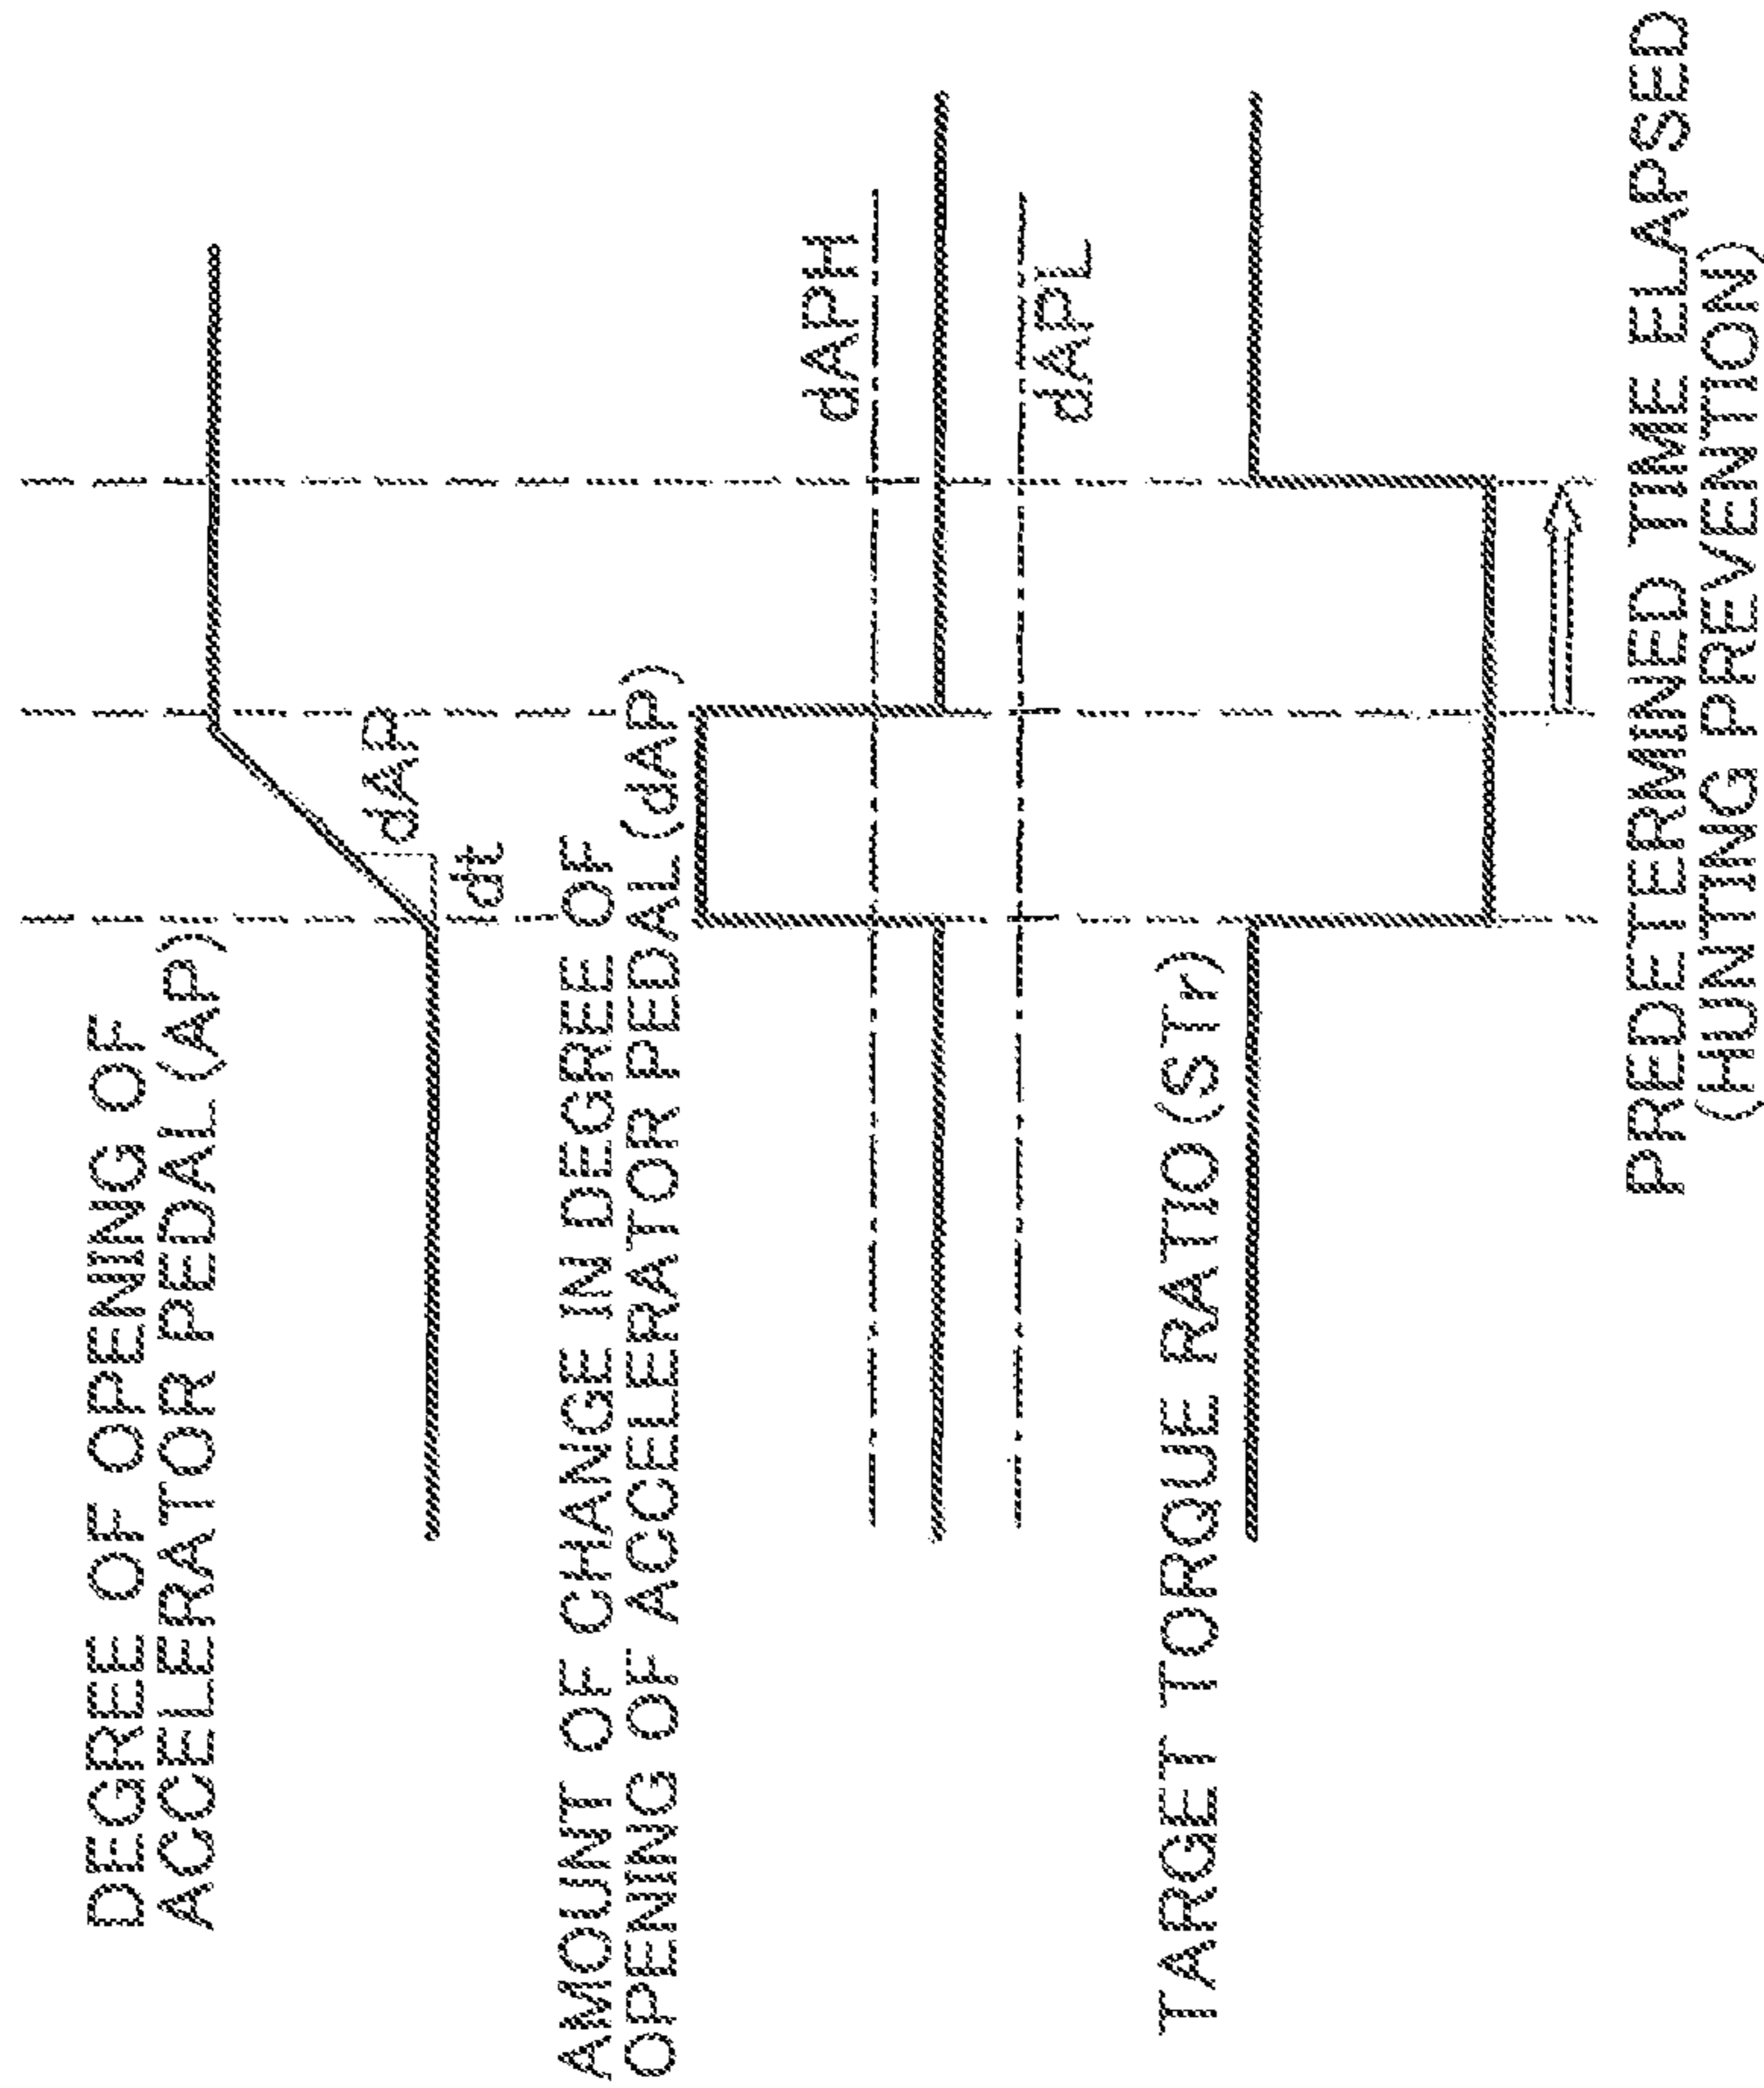 DEGREE OF OPENING OF
ACCELERATOR PEDAL(AP)
dAP
dt
AMOUNT OF CHANGE IN DEGREE OF
OPENING OF ACCELERATOR PEDAL(dAP)
dAPH
dAPL
TARGET TORQUE RATIO(STr)
PREDETERMINED TIME ELAPSED
(HUNTING PREVENTION)